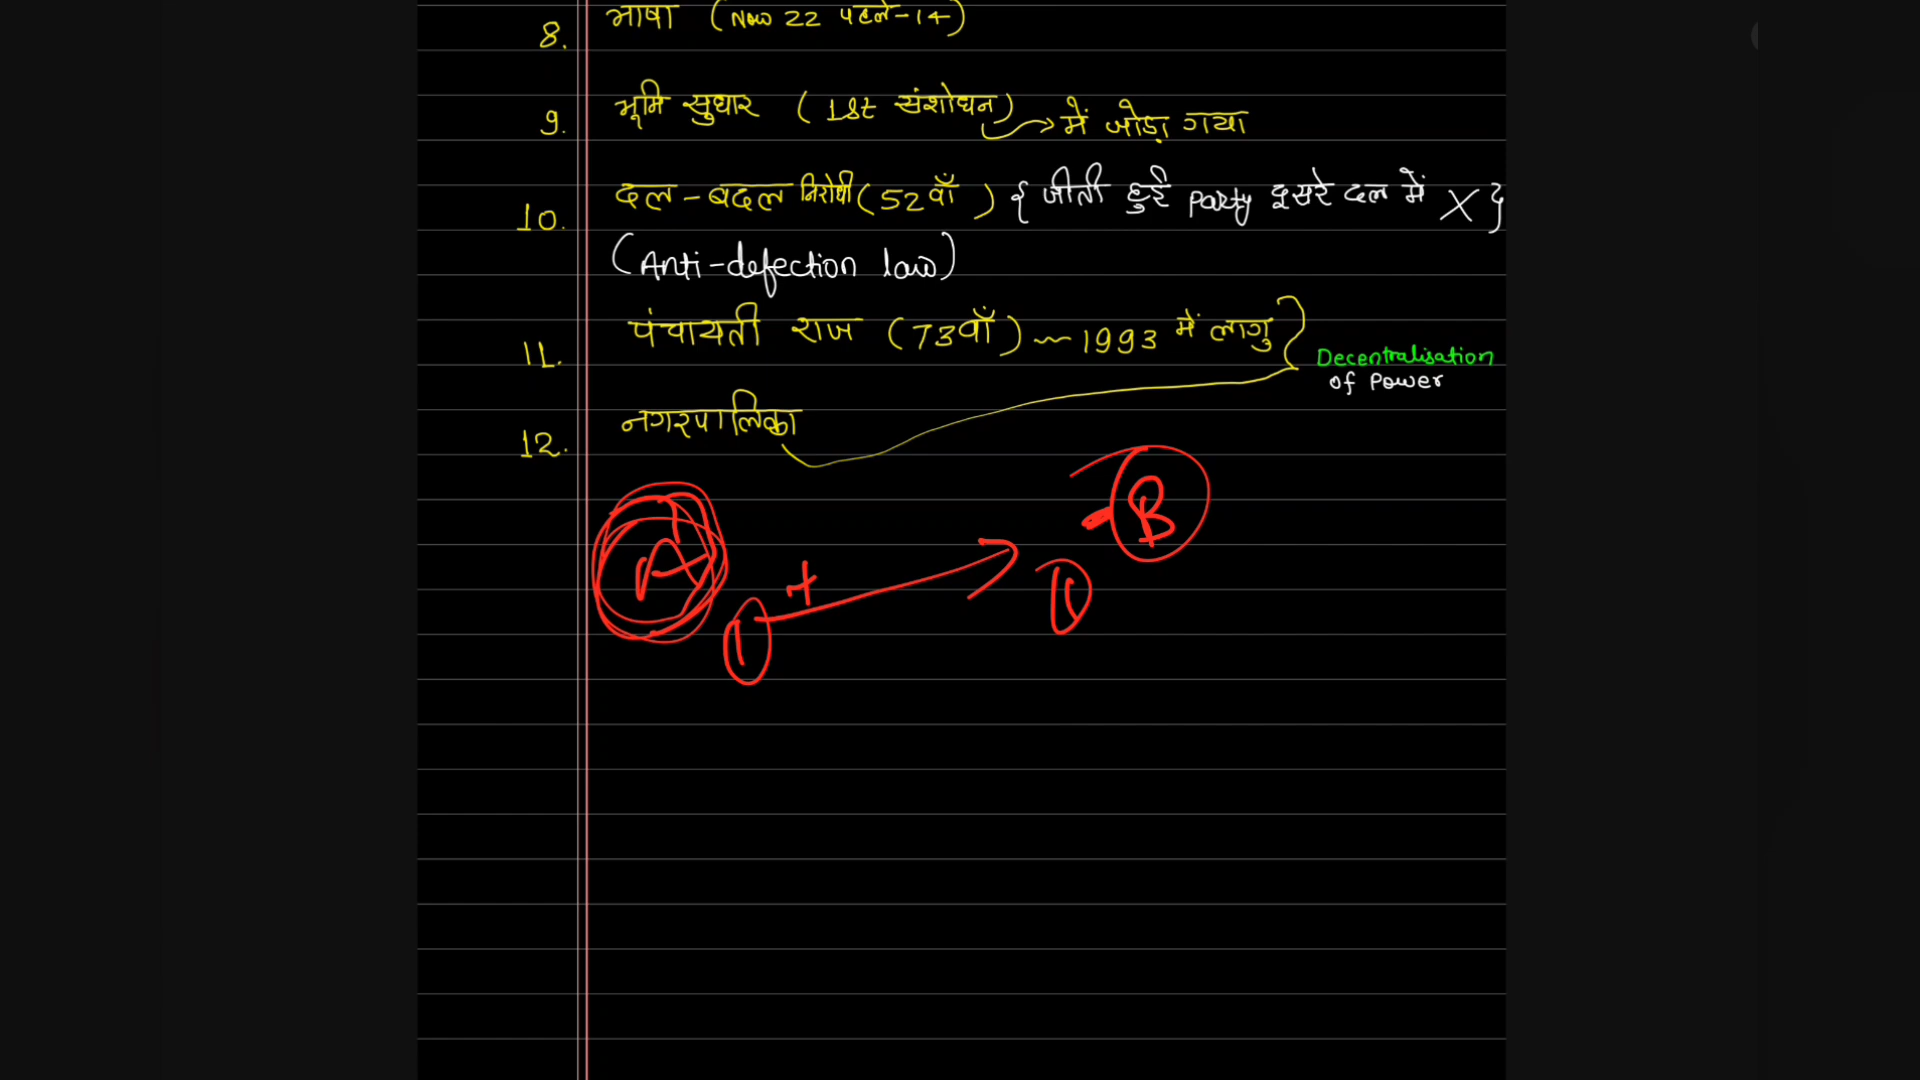 8. भाषा (Now 22 पहले-14)
9. भूमि सुधार (1st संशोधन) → में जोड़ा गया
10. दल-बदल विरोधी (52वाँ) { जीती हुई party दूसरे दल में X }
(Anti-defection law)
11. पंचायती राज (73वाँ) ~ 1993 में लागु
Decentralisation
of Power
12. नगरपालिका
A
B
1 +
1